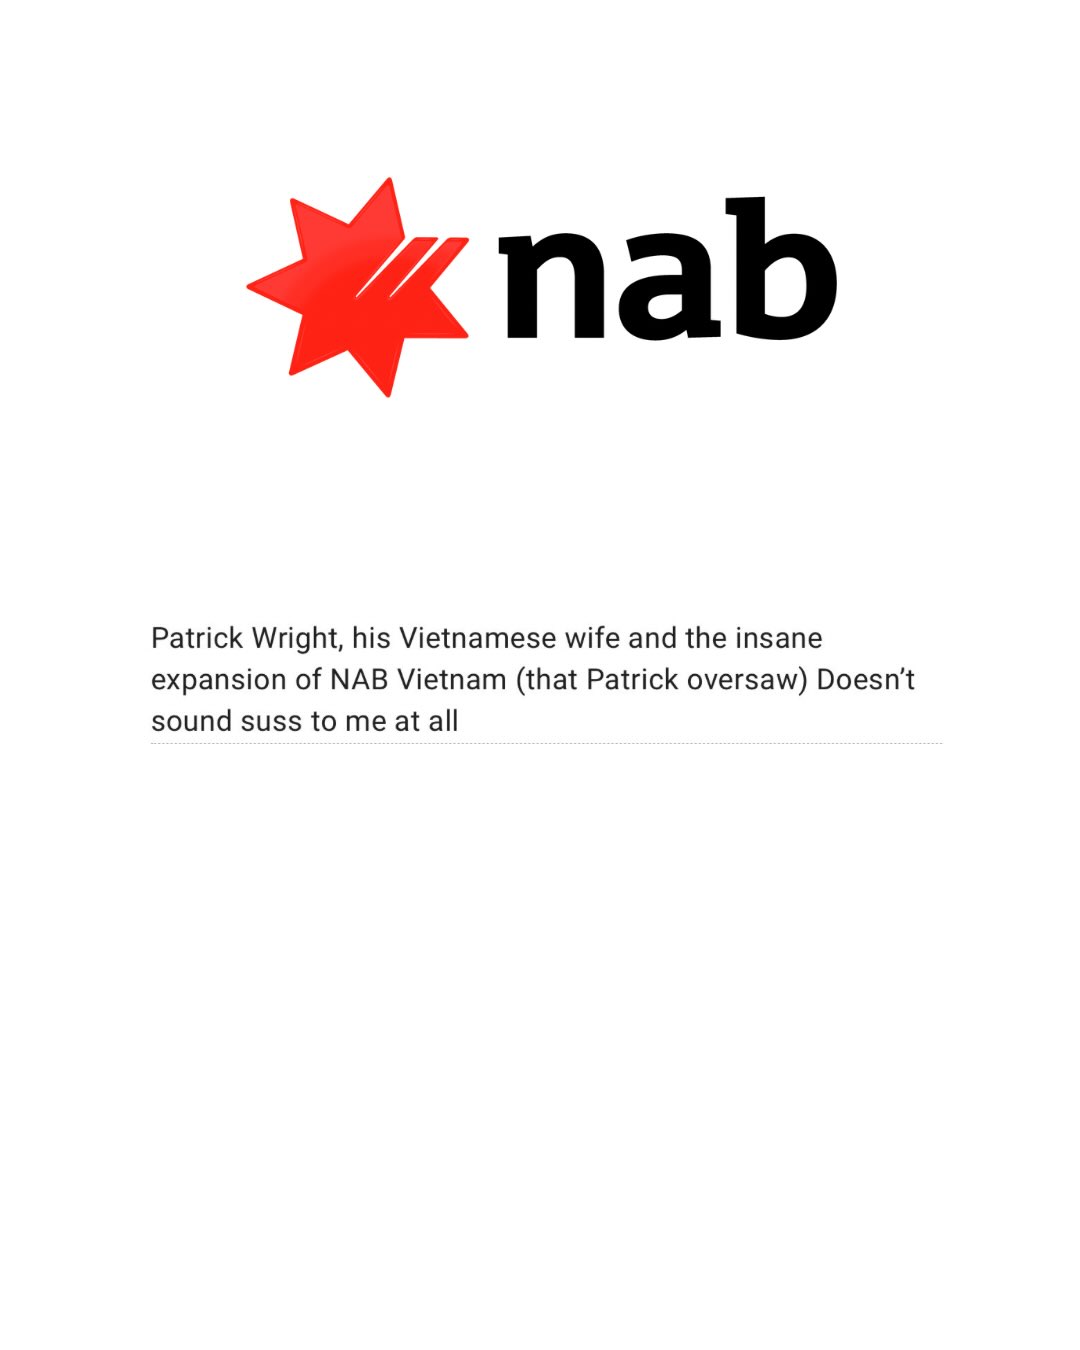 nab
Patrick Wright, his Vietnamese wife and the insane
expansion of NAB Vietnam (that Patrick oversaw) Doesn’t
sound suss to me at all